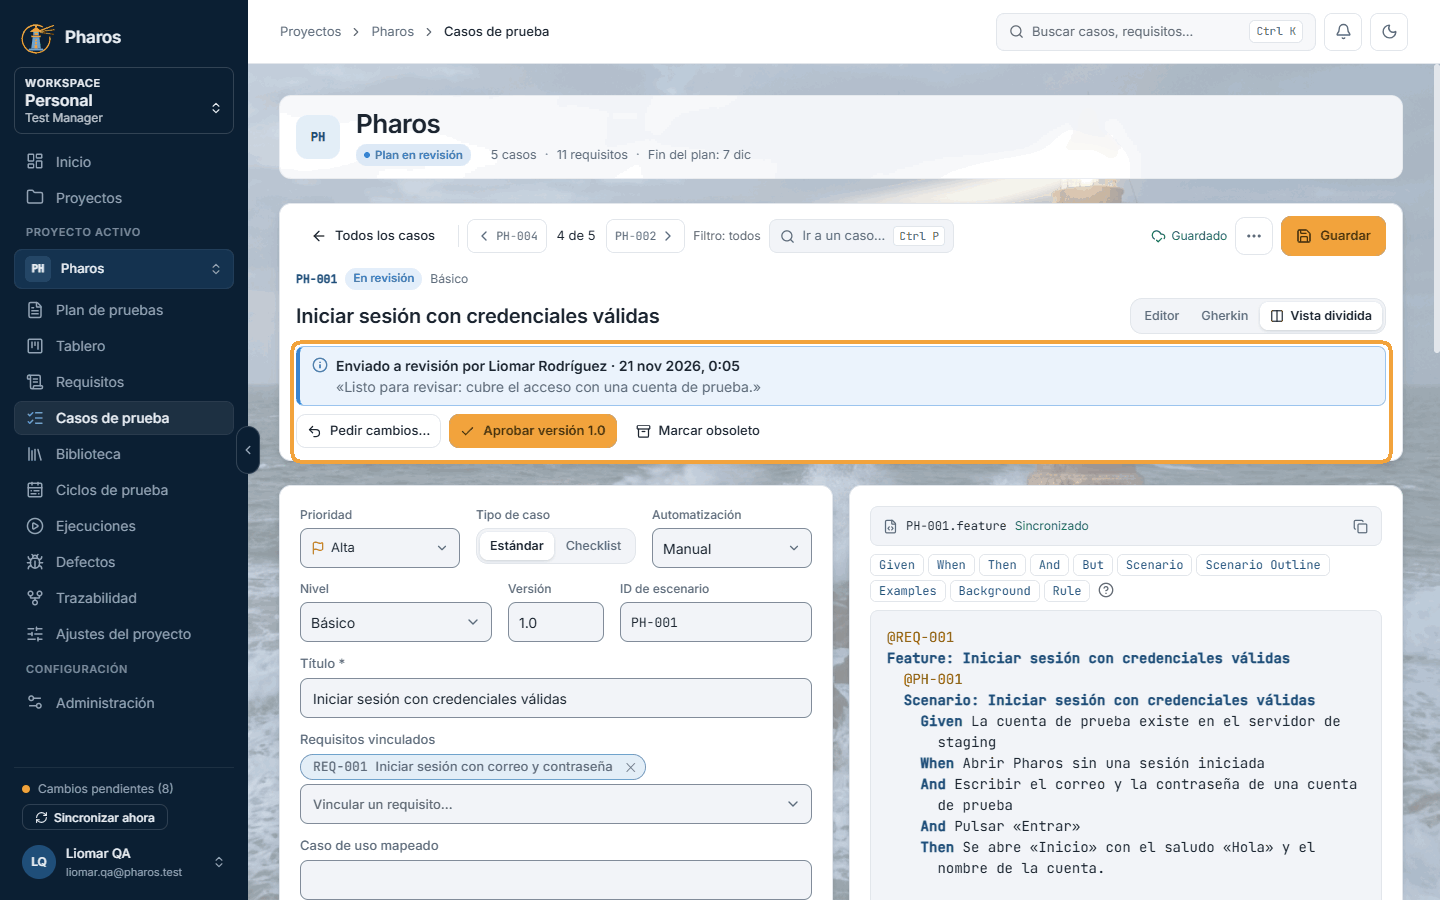 Pharos
WORKSPACE
Personal
Test Manager
Inicio
Proyectos
PROYECTO ACTIVO
PH Pharos
Plan de pruebas
Tablero
Requisitos
Casos de prueba
Biblioteca
Ciclos de prueba
Ejecuciones
Defectos
Trazabilidad
Ajustes del proyecto
CONFIGURACIÓN
Administración
Cambios pendientes (8)
Sincronizar ahora
LQ
Liomar QA
liomar.qa@pharos.test
Proyectos > Pharos > Casos de prueba
Buscar casos, requisitos... Ctrl K
PH
Pharos
Plan en revisión 5 casos · 11 requisitos · Fin del plan: 7 dic
Todos los casos PH-004 4 de 5 PH-002 Filtro: todos Ir a un caso... Ctrl P Guardado ... Guardar
PH-001 En revisión Básico
Iniciar sesión con credenciales válidas
Editor Gherkin Vista dividida
Enviado a revisión por Liomar Rodríguez · 21 nov 2026, 0:05
«Listo para revisar: cubre el acceso con una cuenta de prueba.»
Pedir cambios... Aprobar versión 1.0 Marcar obsoleto
Prioridad Tipo de caso Automatización
Alta Estándar Checklist Manual
Nivel Versión ID de escenario
Básico 1.0 PH-001
Título *
Iniciar sesión con credenciales válidas
Requisitos vinculados
REQ-001 Iniciar sesión con correo y contraseña
Vincular un requisito...
Caso de uso mapeado
PH-001.feature Sincronizado
Given When Then And But Scenario Scenario Outline
Examples Background Rule
@REQ-001
Feature: Iniciar sesión con credenciales válidas
@PH-001
Scenario: Iniciar sesión con credenciales válidas
Given La cuenta de prueba existe en el servidor de
staging
When Abrir Pharos sin una sesión iniciada
And Escribir el correo y la contraseña de una cuenta
de prueba
And Pulsar «Entrar»
Then Se abre «Inicio» con el saludo «Hola» y el
nombre de la cuenta.